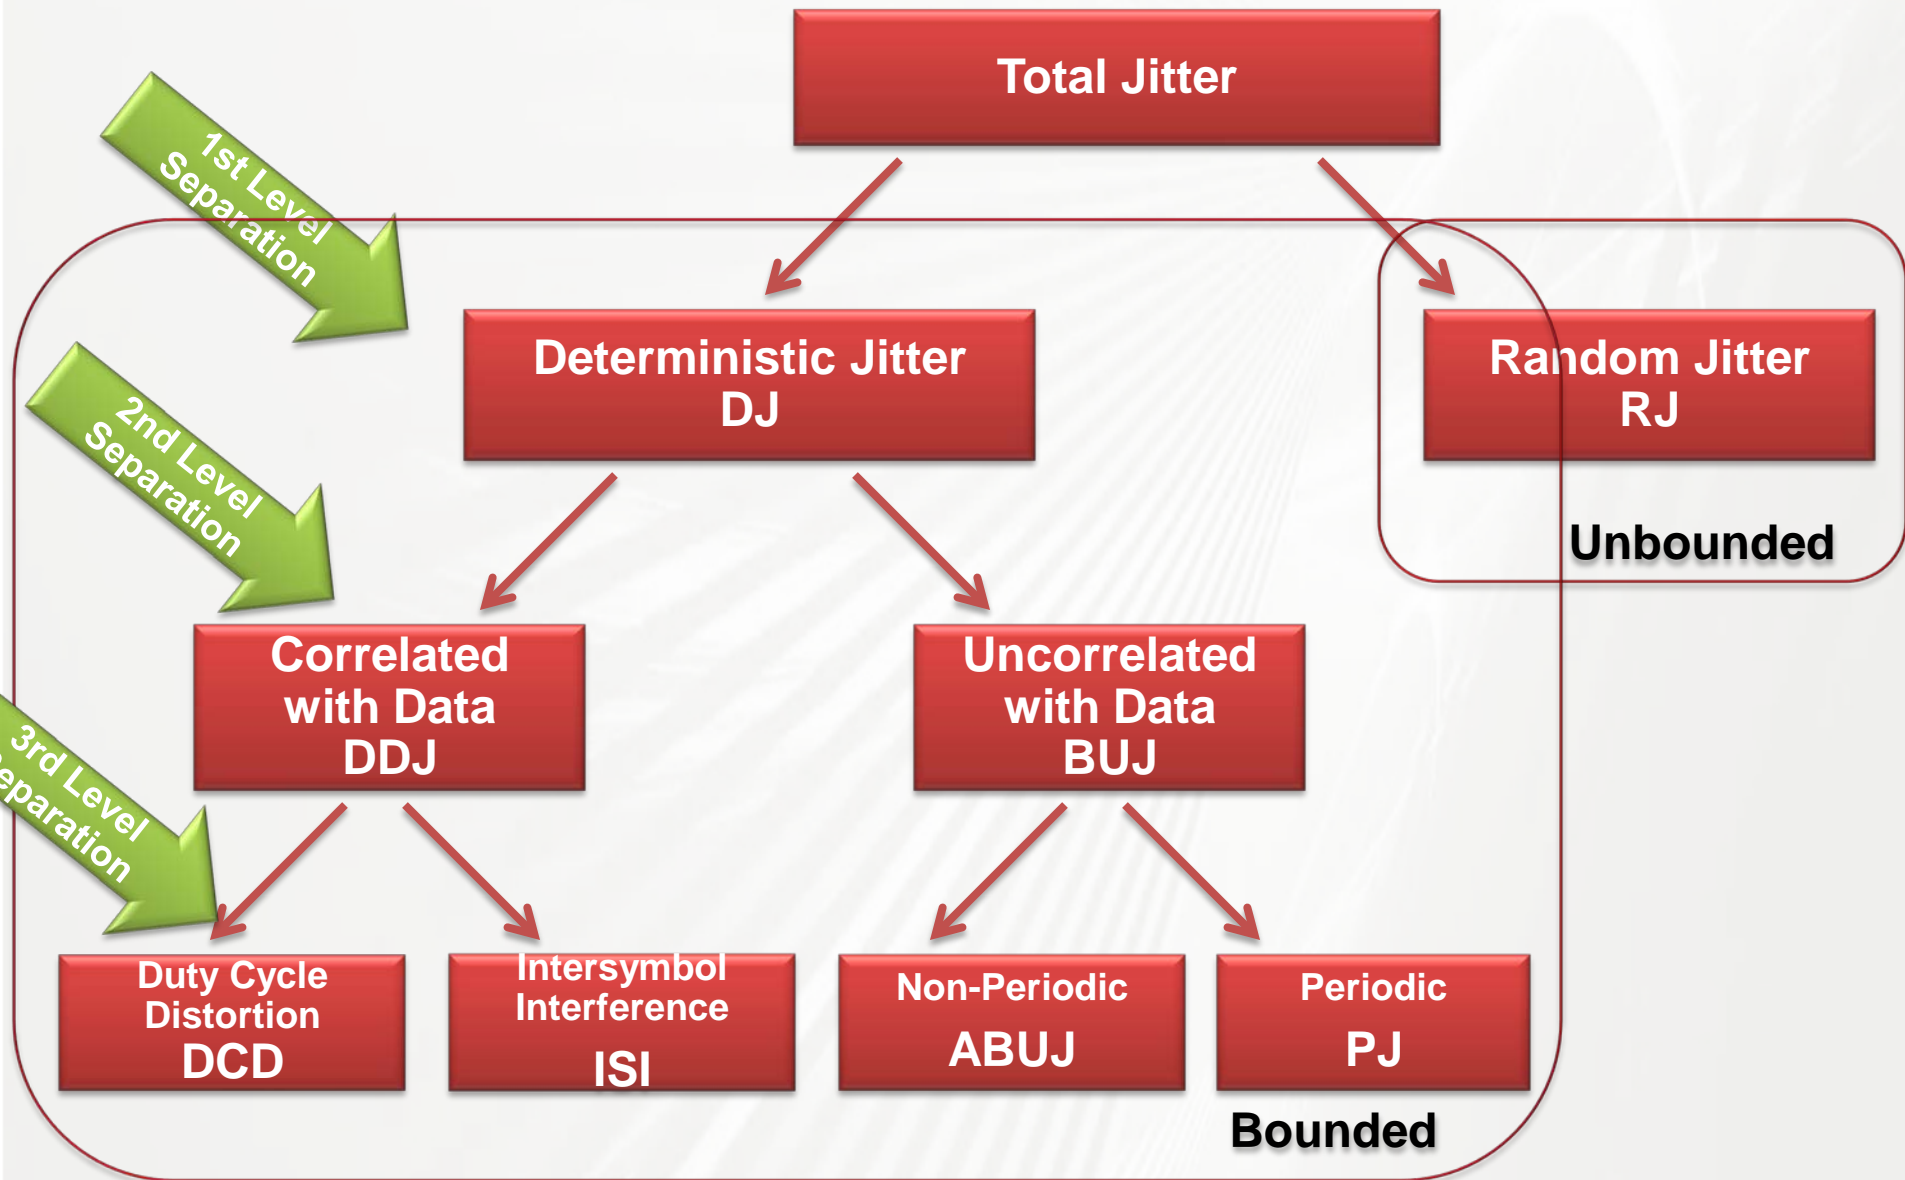 Total Jitter
1st Level
Separation
Deterministic Jitter
DJ
Random Jitter
RJ
2nd Level
Separation
Unbounded
Correlated
with Data
DDJ
Uncorrelated
with Data
BUJ
3rd Level
eparation
Duty Cycle
Distortion
DCD
Intersymbol
Interference
ISI
Non-Periodic
ABUJ
Periodic
PJ
Bounded